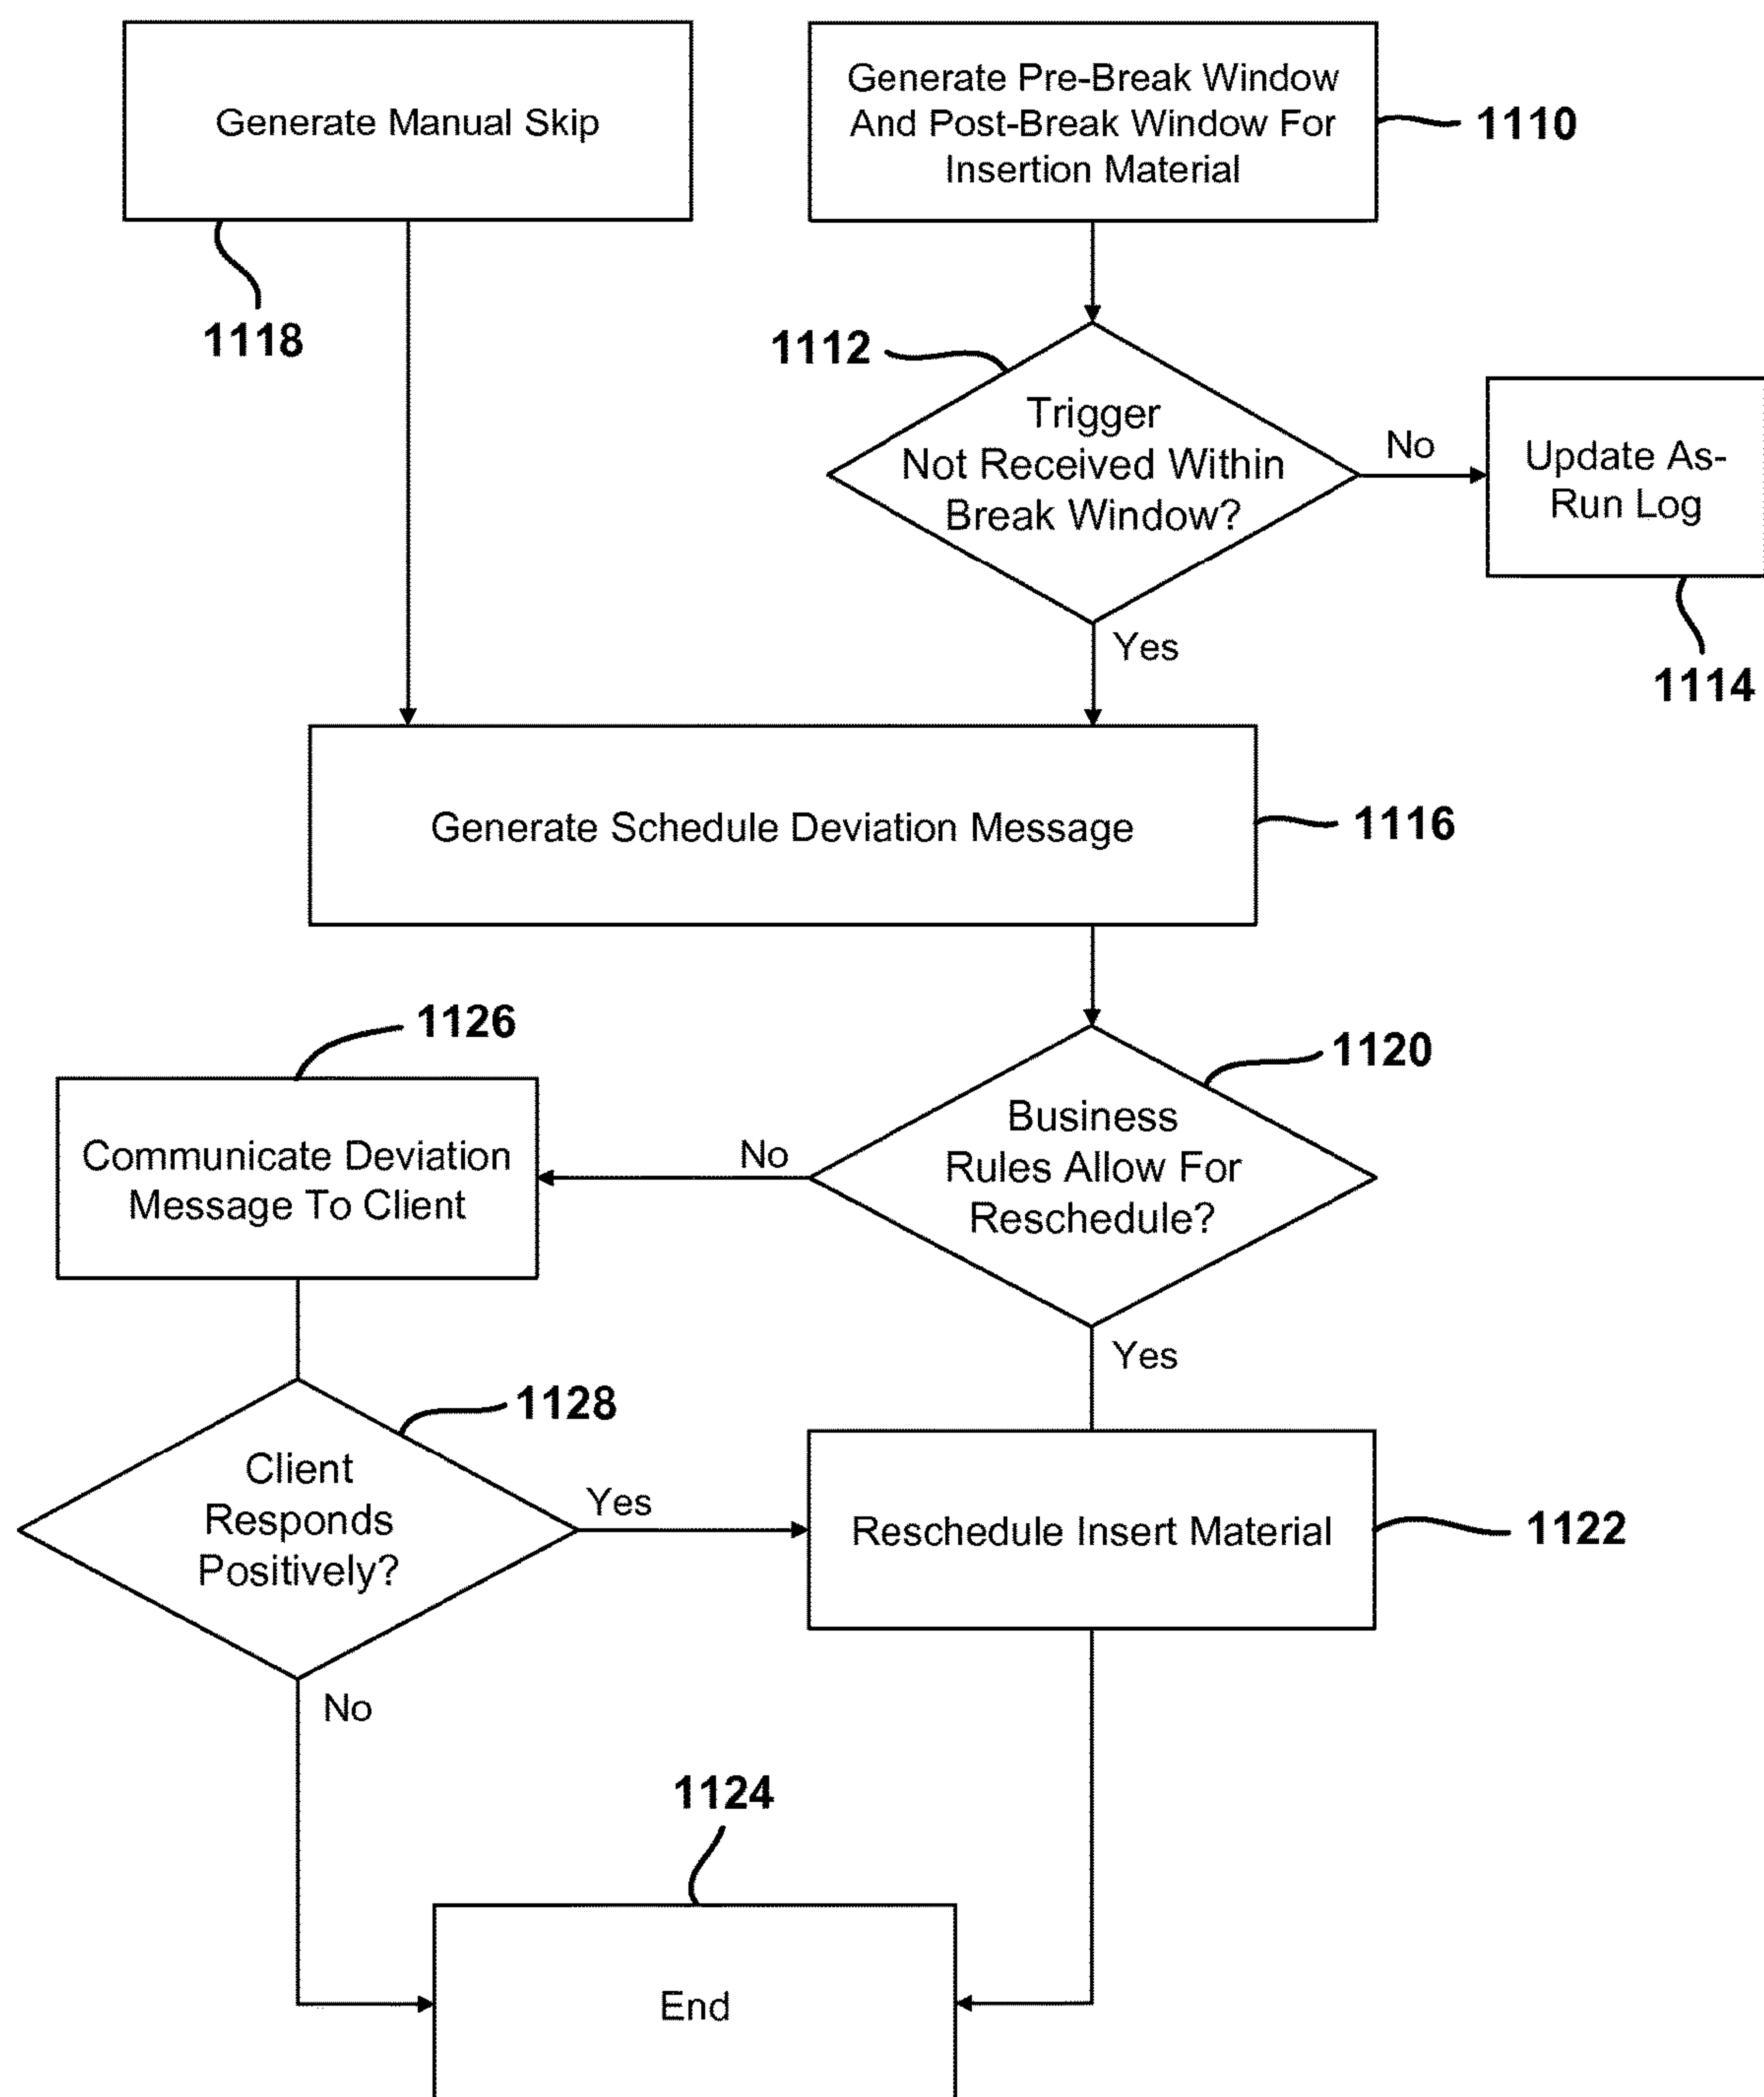 Generate Manual Skip
1118
Generate Pre-Break Window
And Post-Break Window For
Insertion Material
1110
1112
Trigger
Not Received Within
Break Window?
No
Update As-
Run Log
1114
Yes
Generate Schedule Deviation Message
1116
1126
Communicate Deviation
Message To Client
No
Business
Rules Allow For
Reschedule?
1120
Yes
1128
Client
Responds
Positively?
Yes
Reschedule Insert Material
1122
No
1124
End